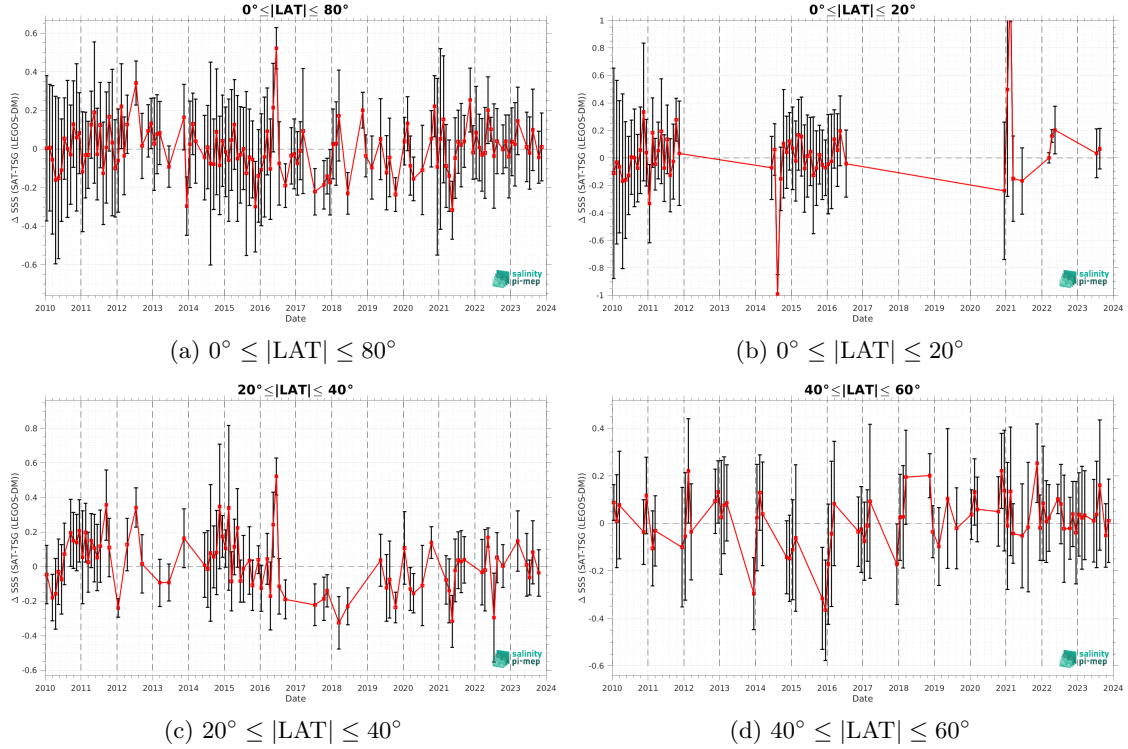 0°≤|LAT|≤ 80°
Δ SSS (SAT-TSG (LEGOS-DM))
0.6
0.4
0.2
0
-0.2
-0.4
-0.6
2010 2011 2012 2013 2014 2015 2016 2017 2018 2019 2020 2021 2022 2023 2024
Date
salinity
pi-mep
(a) 0° ≤ |LAT| ≤ 80°
0°≤|LAT|≤ 20°
Δ SSS (SAT-TSG (LEGOS-DM))
1
0.8
0.6
0.4
0.2
0
-0.2
-0.4
-0.6
-0.8
-1
2010 2011 2012 2013 2014 2015 2016 2017 2018 2019 2020 2021 2022 2023 2024
Date
salinity
pi-mep
(b) 0° ≤ |LAT| ≤ 20°
20°≤|LAT|≤ 40°
Δ SSS (SAT-TSG (LEGOS-DM))
0.8
0.6
0.4
0.2
0
-0.2
-0.4
-0.6
2010 2011 2012 2013 2014 2015 2016 2017 2018 2019 2020 2021 2022 2023 2024
Date
salinity
pi-mep
(c) 20° ≤ |LAT| ≤ 40°
40°≤|LAT|≤ 60°
Δ SSS (SAT-TSG (LEGOS-DM))
0.4
0.2
0
-0.2
-0.4
-0.6
2010 2011 2012 2013 2014 2015 2016 2017 2018 2019 2020 2021 2022 2023 2024
Date
salinity
pi-mep
(d) 40° ≤ |LAT| ≤ 60°